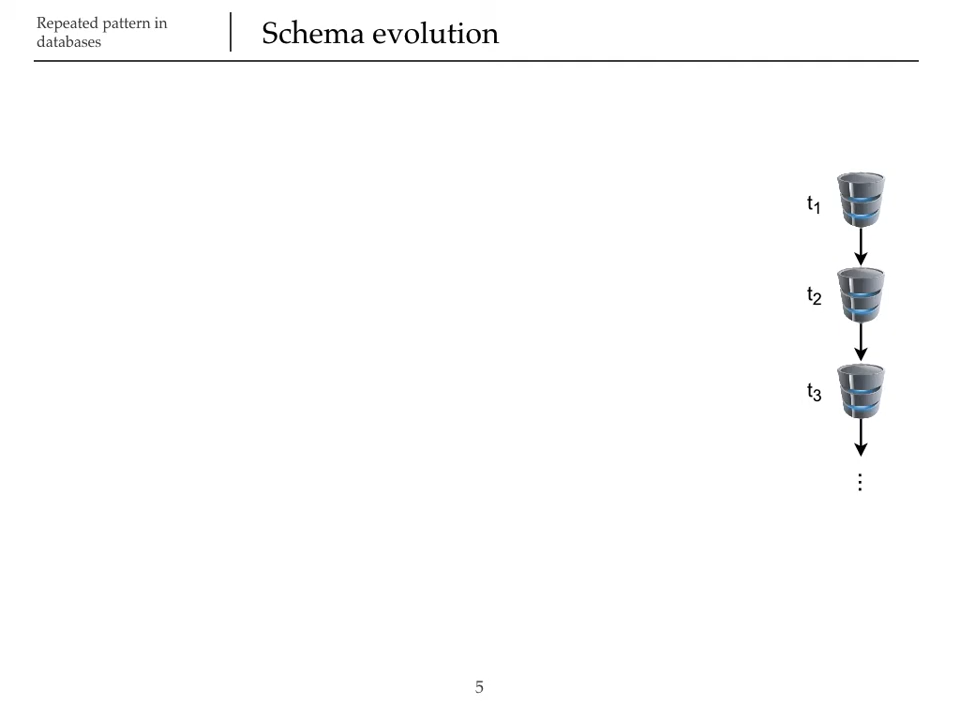 Repeated pattern in
databases
Schema evolution
t₁
t₂
t₃
⋮
5